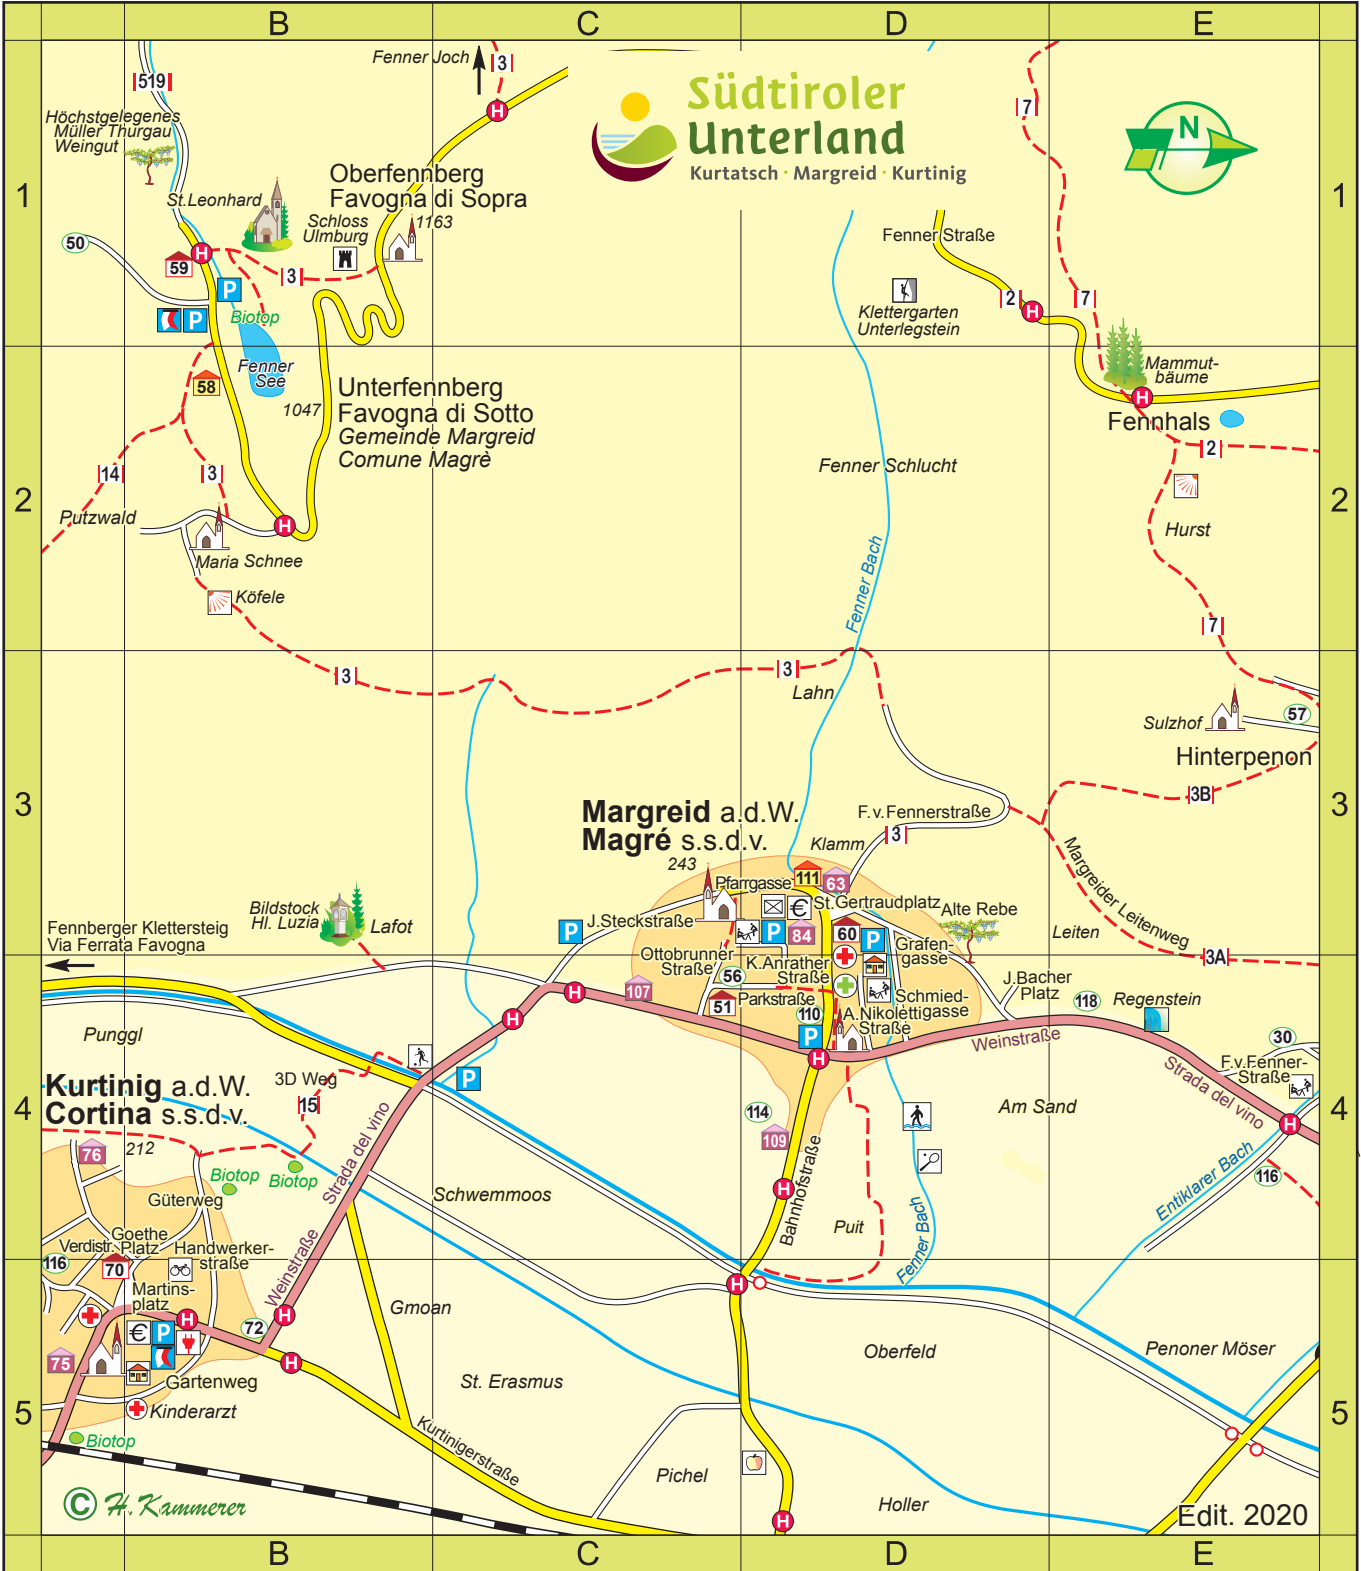 B C D E
1
2
3
4
5
Fenner Joch
3
519
Höchstgelegenes
Müller Thurgau
Weingut
St.Leonhard
Oberfennberg
Favogna di Sopra
1163
Schloss
Ulmburg
50
H
59
3
P
P
Biotop
Südtiroler
Unterland
Kurtatsch · Margreid · Kurtinig
N
7
Fenner Straße
2
H
7
Klettergarten
Unterlegstein
Mammut-
bäume
H
Fennhals
2
Fenner
See
58
1047
Unterfennberg
Favogna di Sotto
Gemeinde Margreid
Comune Magrè
14
3
Putzwald
H
Maria Schnee
Köfele
Fenner Schlucht
Fenner Bach
Hurst
7
3
3
Lahn
Sulzhof
57
Hinterpenon
3B
Margreid a.d.W.
Magré s.s.d.v.
243
F.v.Fennerstraße
3
Klamm
Margreider Leitenweg
3A
Leiten
Pfarrgasse
111
63
€
St.Gertraudplatz
Alte Rebe
J.Steckstraße
P
P
84
60
P
Grafen-
gasse
Ottobrunner
Straße
56
K.Anrather
Straße
J.Bacher
Platz
107
51
Parkstraße
110
P
Schmied-
A.Nikolettigasse
Straße
118
Regenstein
Bildstock
Hl. Luzia
Lafot
Fennberger Klettersteig
Via Ferrata Favogna
Punggl
H
H
H
Weinstraße
30
F.v.Fenner-
Straße
Strada del vino
H
Kurtinig a.d.W.
Cortina s.s.d.v.
3D Weg
15
P
212
76
Biotop
Biotop
Strada del vino
114
109
Bahnhofstraße
H
Am Sand
Entiklarer Bach
116
Güterweg
Schwemmoos
Puit
Fenner Bach
Goethe
Platz
Verdistr.
Handwerker-
straße
116
70
Martins-
platz
Weinstraße
H
H
H
72
H
€
P
75
Gartenweg
Kinderarzt
Biotop
Gmoan
St. Erasmus
Kurtinigerstraße
Pichel
Oberfeld
Penoner Möser
Holler
H
© H.Kammerer
Edit. 2020
B C D E
1
2
3
4
5